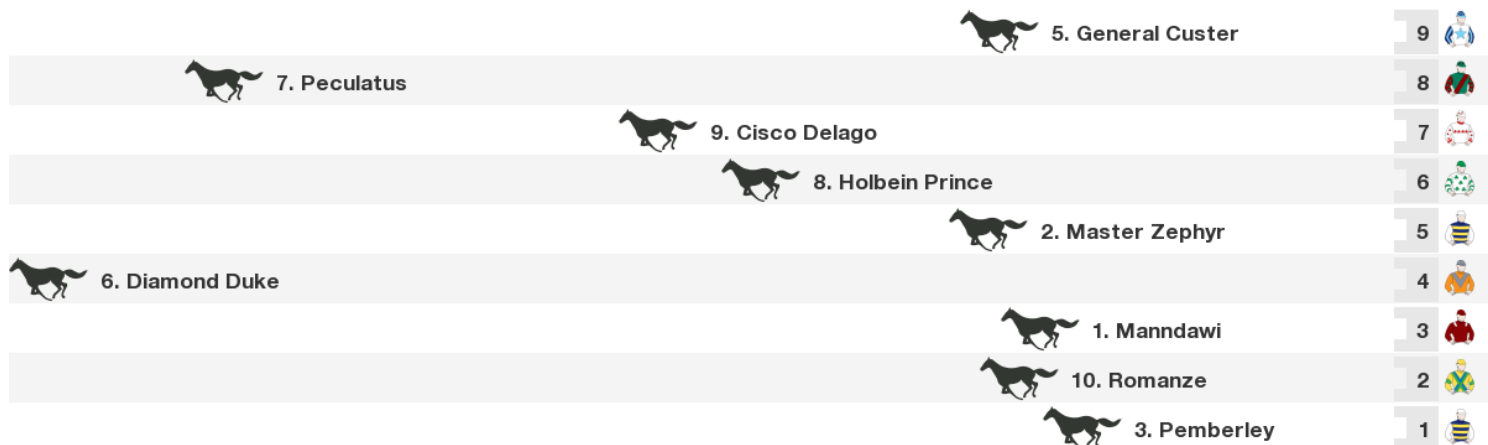 5. General Custer 9
7. Peculatus 8
9. Cisco Delago 7
8. Holbein Prince 6
2. Master Zephyr 5
6. Diamond Duke 4
1. Manndawi 3
10. Romanze 2
3. Pemberley 1